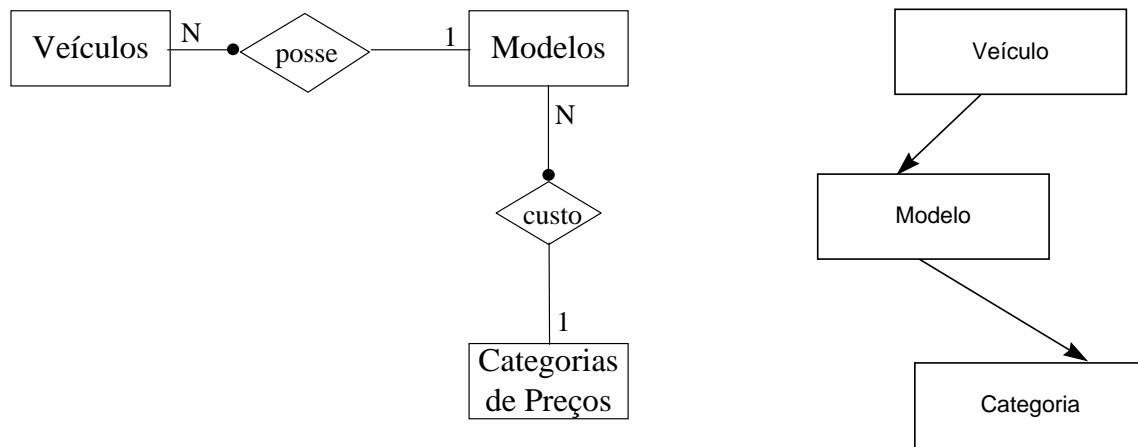 Veículos
N
posse
1
Modelos
N
custo
1
Categorias
de Preços
Veículo
Modelo
Categoria